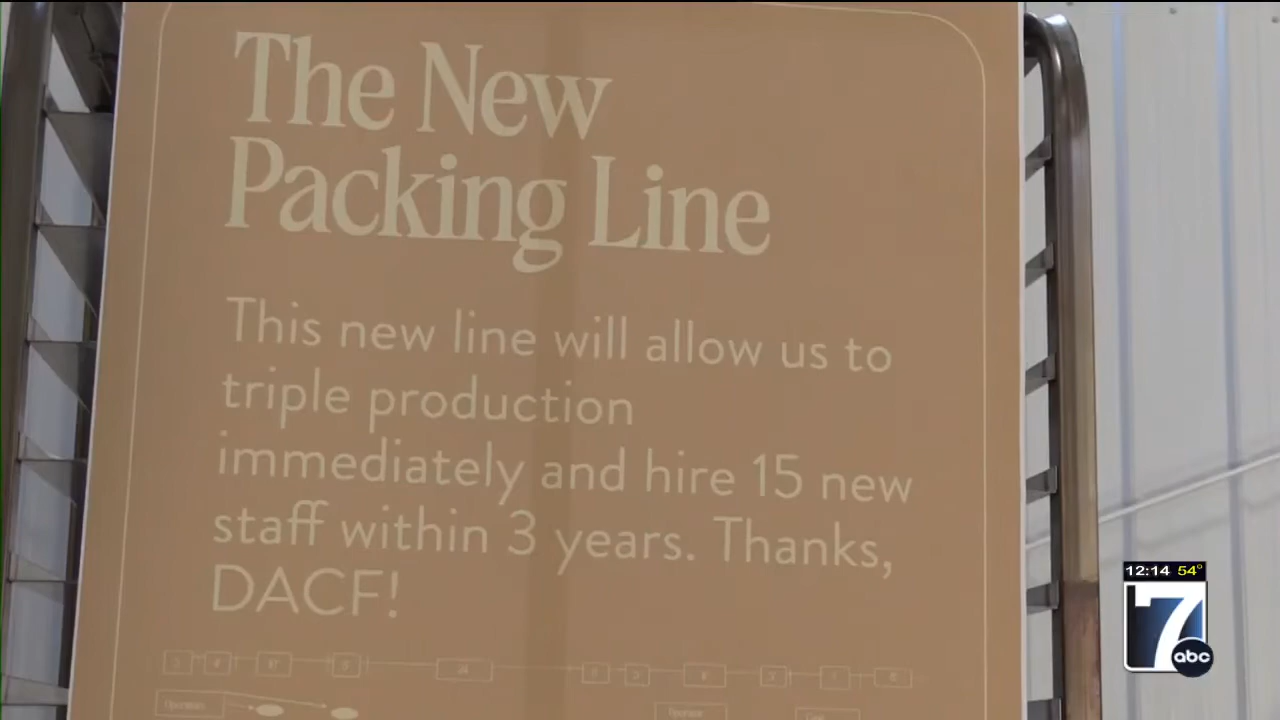 The New
Packing Line
This new line will allow us to
triple production
immediately and hire 15 new
staff within 3 years. Thanks,
DACF!
12:14 54°
7
abc